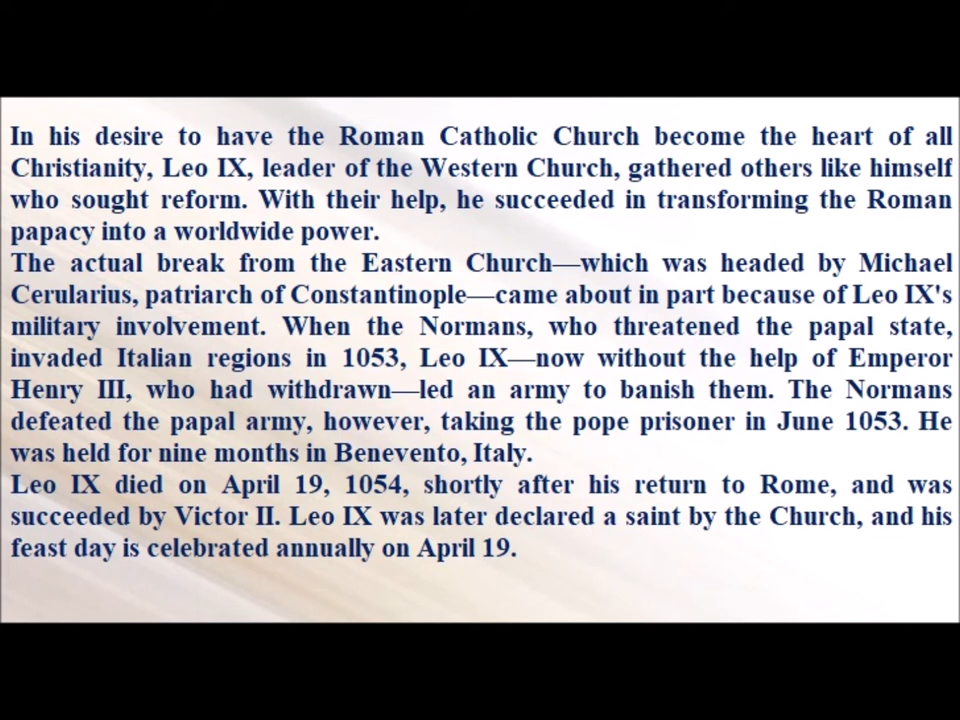 In his desire to have the Roman Catholic Church become the heart of all
Christianity, Leo IX, leader of the Western Church, gathered others like himself
who sought reform. With their help, he succeeded in transforming the Roman
papacy into a worldwide power.
The actual break from the Eastern Church—which was headed by Michael
Cerularius, patriarch of Constantinople—came about in part because of Leo IX's
military involvement. When the Normans, who threatened the papal state,
invaded Italian regions in 1053, Leo IX—now without the help of Emperor
Henry III, who had withdrawn—led an army to banish them. The Normans
defeated the papal army, however, taking the pope prisoner in June 1053. He
was held for nine months in Benevento, Italy.
Leo IX died on April 19, 1054, shortly after his return to Rome, and was
succeeded by Victor II. Leo IX was later declared a saint by the Church, and his
feast day is celebrated annually on April 19.